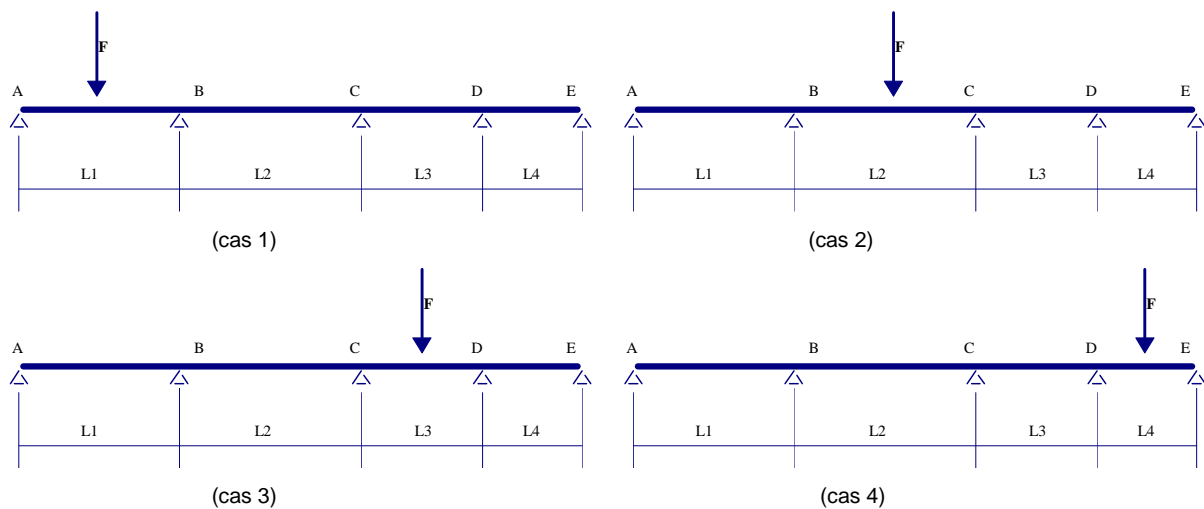 F
A B C D E
L1 L2 L3 L4
(cas 1)
F
A B C D E
L1 L2 L3 L4
(cas 2)
F
A B C D E
L1 L2 L3 L4
(cas 3)
F
A B C D E
L1 L2 L3 L4
(cas 4)